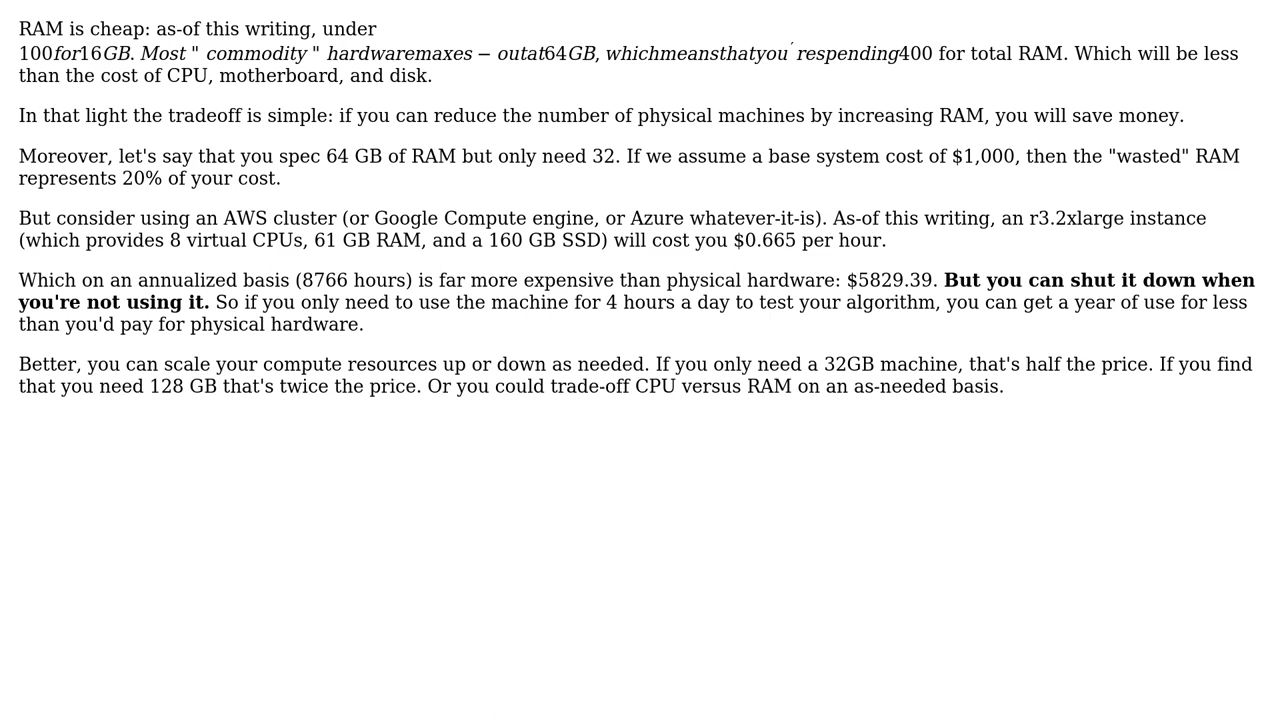 RAM is cheap: as-of this writing, under
100for16GB. Most " commodity " hardwaremaxes − outat64GB, whichmeansthatyou′respending400 for total RAM. Which will be less
than the cost of CPU, motherboard, and disk.
In that light the tradeoff is simple: if you can reduce the number of physical machines by increasing RAM, you will save money.
Moreover, let's say that you spec 64 GB of RAM but only need 32. If we assume a base system cost of $1,000, then the "wasted" RAM
represents 20% of your cost.
But consider using an AWS cluster (or Google Compute engine, or Azure whatever-it-is). As-of this writing, an r3.2xlarge instance
(which provides 8 virtual CPUs, 61 GB RAM, and a 160 GB SSD) will cost you $0.665 per hour.
Which on an annualized basis (8766 hours) is far more expensive than physical hardware: $5829.39. But you can shut it down when
you're not using it. So if you only need to use the machine for 4 hours a day to test your algorithm, you can get a year of use for less
than you'd pay for physical hardware.
Better, you can scale your compute resources up or down as needed. If you only need a 32GB machine, that's half the price. If you find
that you need 128 GB that's twice the price. Or you could trade-off CPU versus RAM on an as-needed basis.